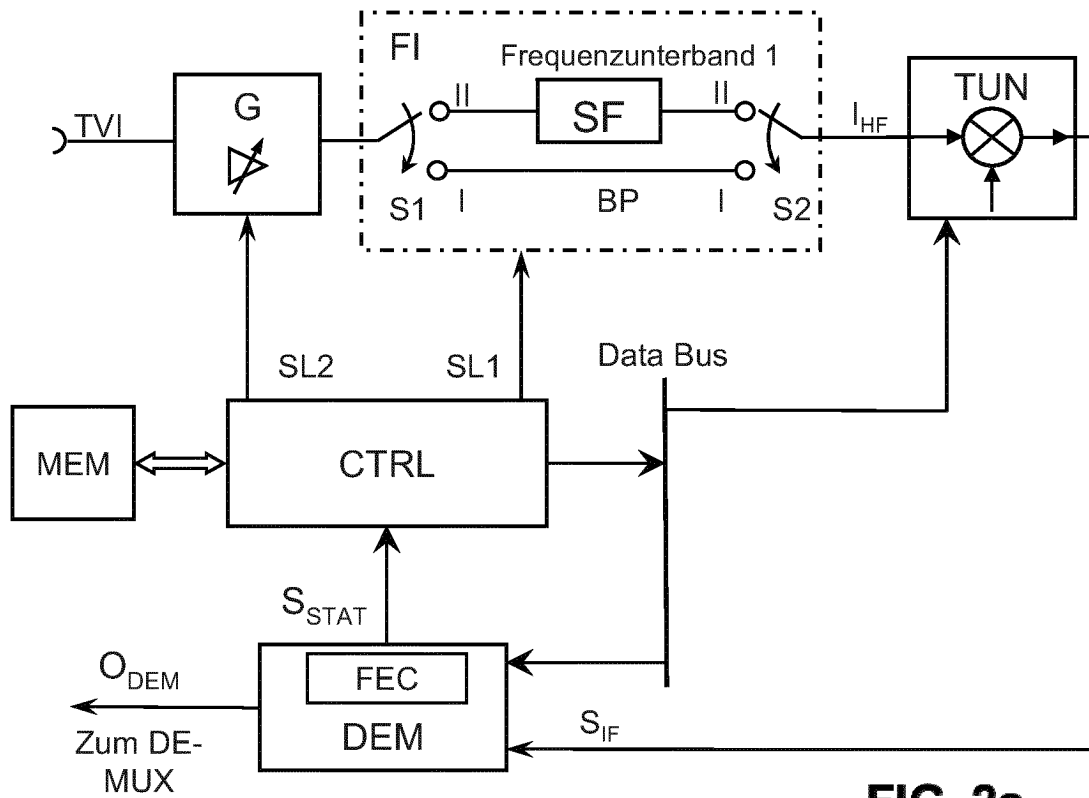 FI
Frequenzunterband 1
TVI
G
II
SF
II
TUN
I_HF
S1
I
BP
I
S2
SL2
SL1
Data Bus
MEM
CTRL
S_STAT
O_DEM
FEC
DEM
Zum DE-
MUX
S_IF